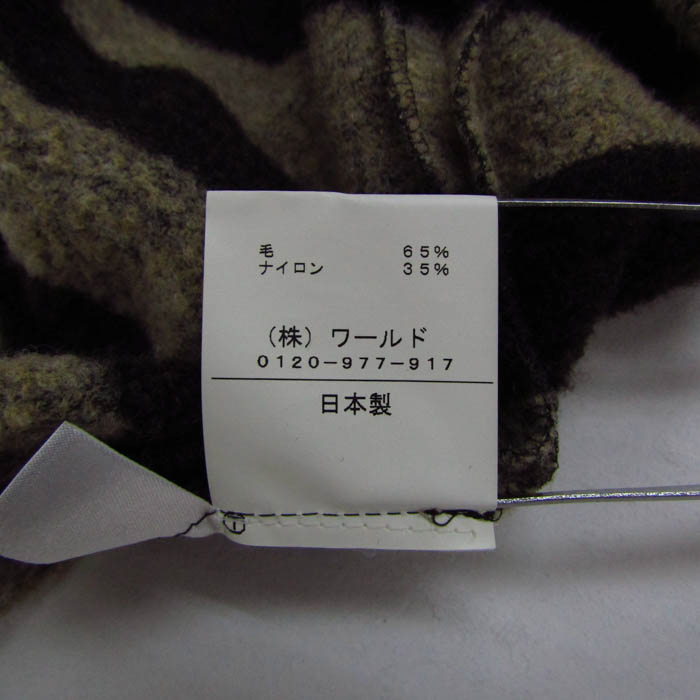 毛 65%
ナイロン 35%
(株) ワールド
0120-977-917
日本製